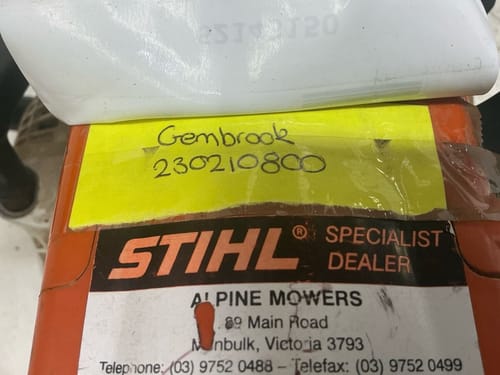 Gembrook
230210800
STIHL® SPECIALIST DEALER
ALPINE MOWERS
89 Main Road
Monbulk, Victoria 3793
Telephone: (03) 9752 0488 – Telefax: (03) 9752 0499